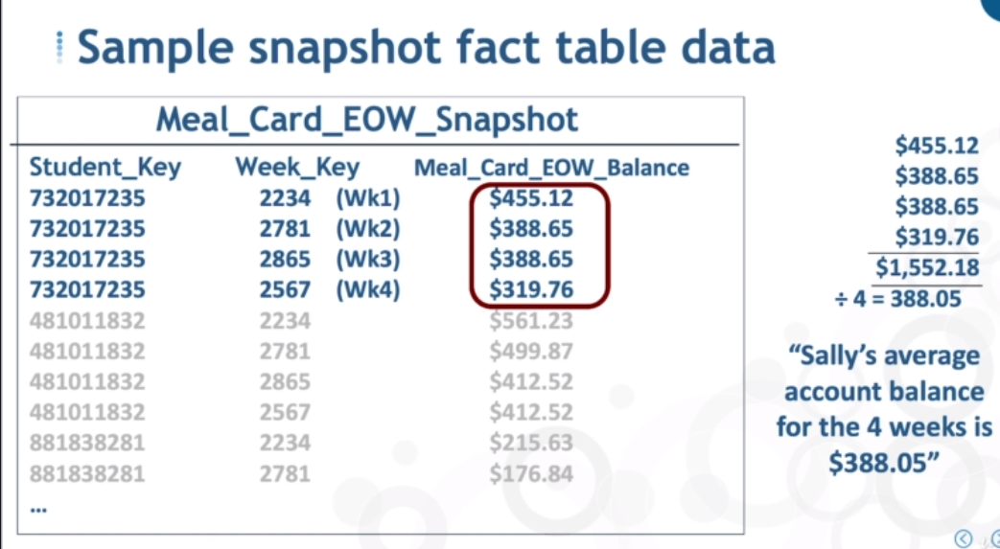 Sample snapshot fact table data
Meal_Card_EOW_Snapshot
Student_Key Week_Key Meal_Card_EOW_Balance
732017235 2234 (Wk1) $455.12
732017235 2781 (Wk2) $388.65
732017235 2865 (Wk3) $388.65
732017235 2567 (Wk4) $319.76
481011832 2234 $561.23
481011832 2781 $499.87
481011832 2865 $412.52
481011832 2567 $412.52
881838281 2234 $215.63
881838281 2781 $176.84
...
$455.12
$388.65
$388.65
$319.76
$1,552.18
÷ 4 = 388.05
“Sally’s average
account balance
for the 4 weeks is
$388.05”